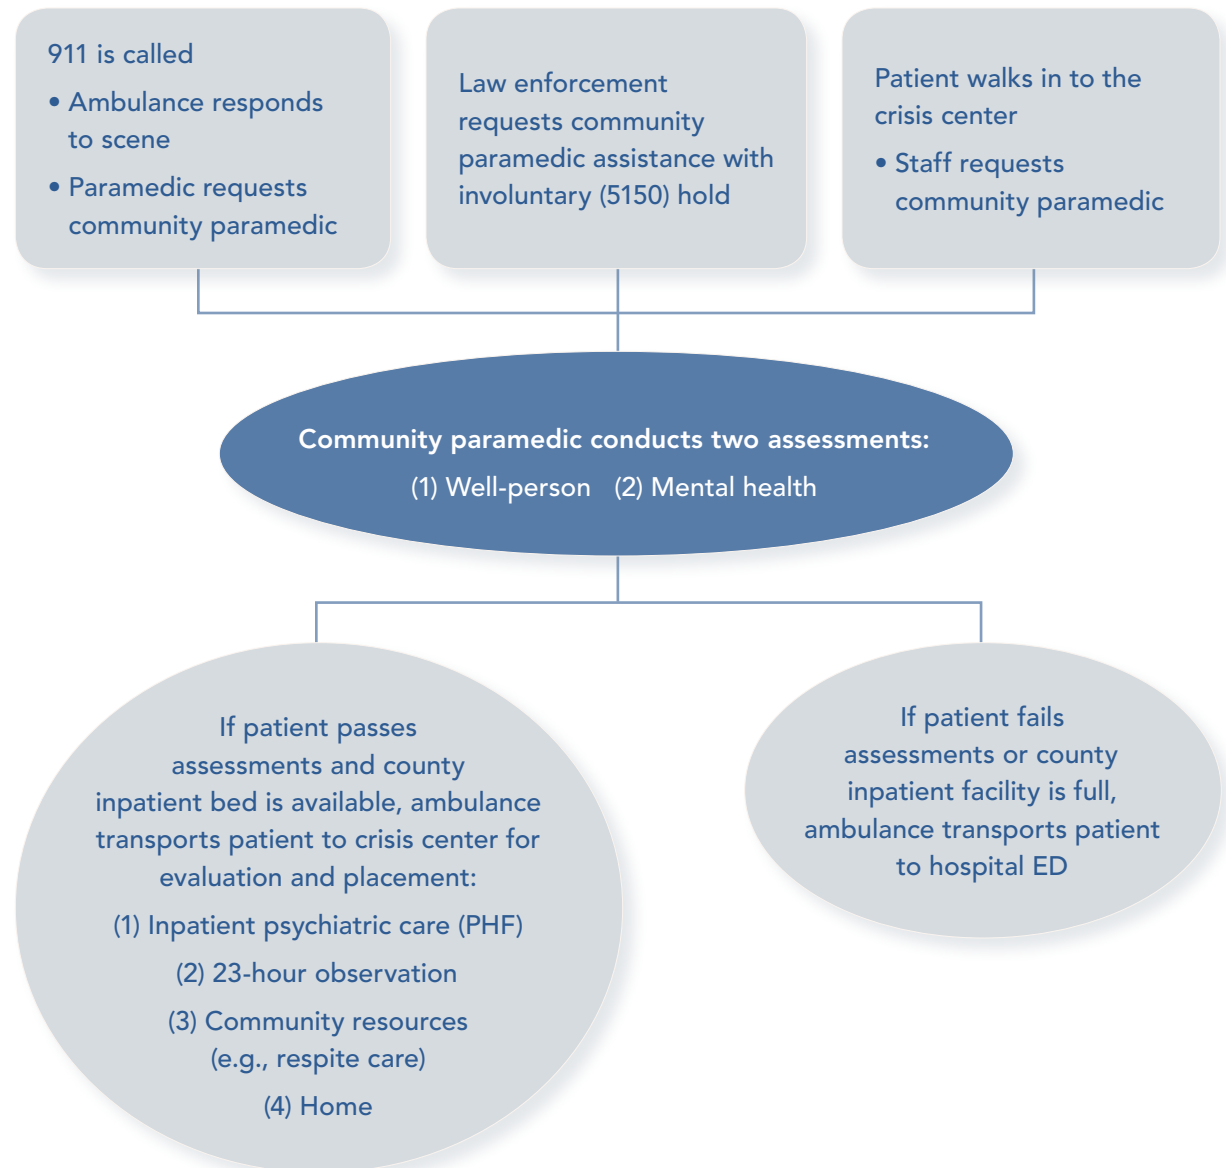 911 is called
• Ambulance responds
to scene
• Paramedic requests
community paramedic
Law enforcement
requests community
paramedic assistance with
involuntary (5150) hold
Patient walks in to the
crisis center
• Staff requests
community paramedic
Community paramedic conducts two assessments:
(1) Well-person (2) Mental health
If patient passes
assessments and county
inpatient bed is available, ambulance
transports patient to crisis center for
evaluation and placement:
(1) Inpatient psychiatric care (PHF)
(2) 23-hour observation
(3) Community resources
(e.g., respite care)
(4) Home
If patient fails
assessments or county
inpatient facility is full,
ambulance transports patient
to hospital ED